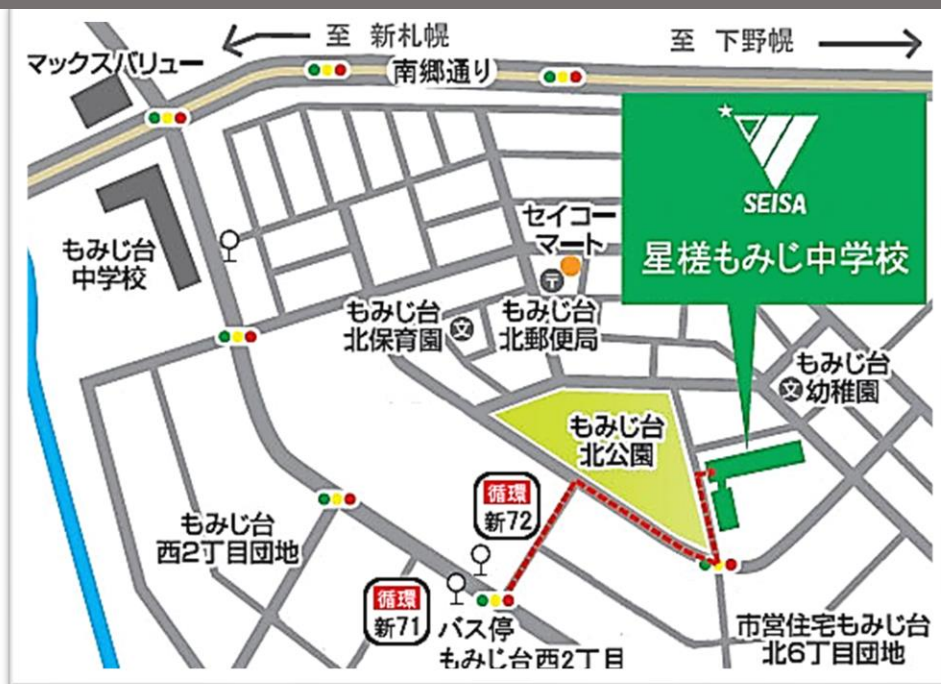 至 新札幌
至 下野幌
マックスバリュー
南郷通り
SEISA
星槎もみじ中学校
もみじ台
中学校
セイコー
マート
〒
もみじ台
北保育園
文
もみじ台
北郵便局
もみじ台
幼稚園
文
もみじ台
北公園
循環
新72
もみじ台
西2丁目団地
循環
新71
バス停
もみじ台西2丁目
市営住宅もみじ台
北6丁目団地